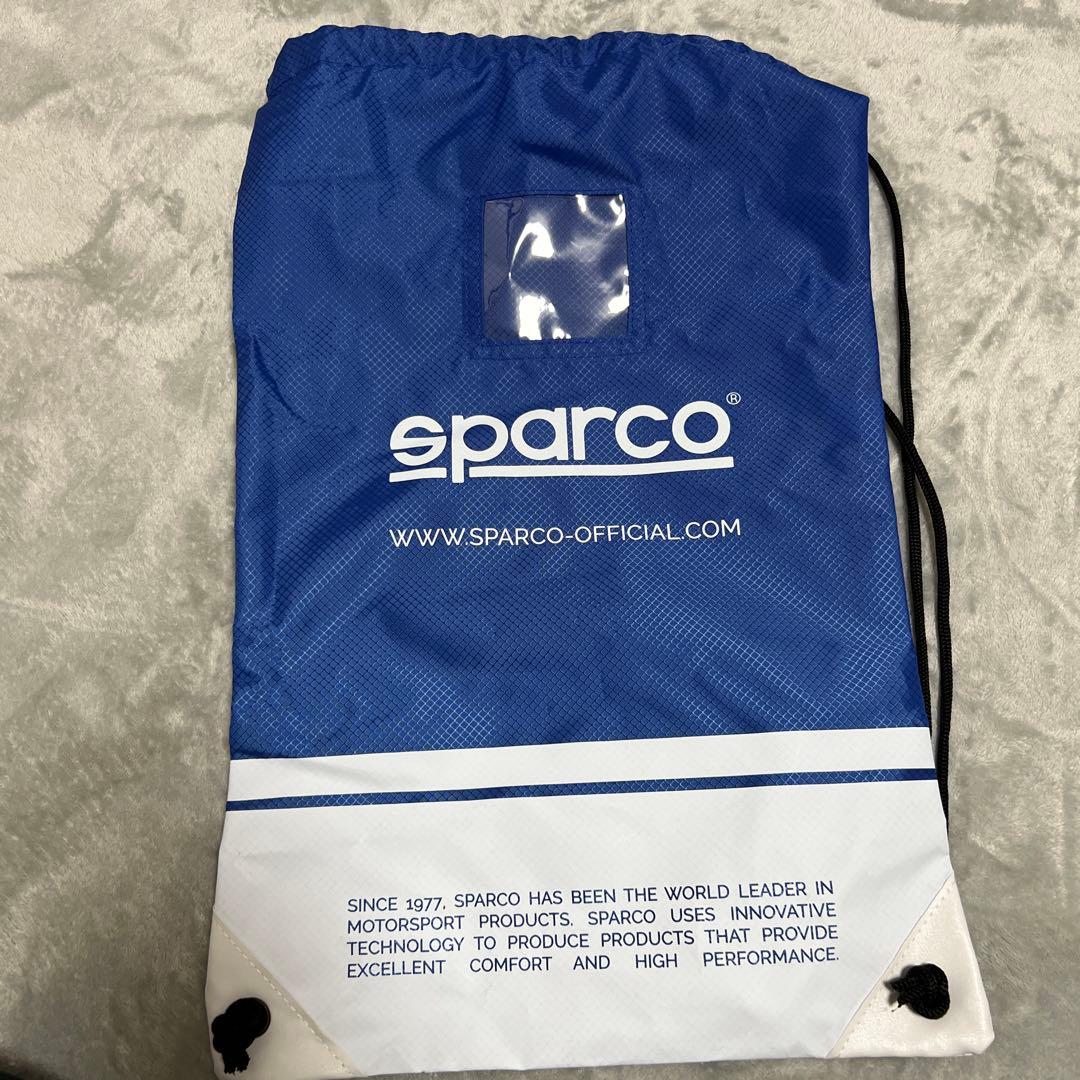 sparco®
WWW.SPARCO-OFFICIAL.COM
SINCE 1977, SPARCO HAS BEEN THE WORLD LEADER IN
MOTORSPORT PRODUCTS. SPARCO USES INNOVATIVE
TECHNOLOGY TO PRODUCE PRODUCTS THAT PROVIDE
EXCELLENT COMFORT AND HIGH PERFORMANCE.